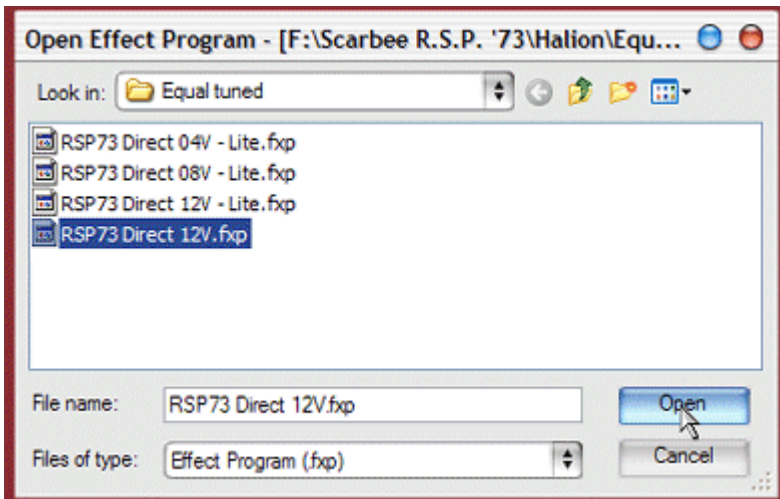 Open Effect Program - [F:\Scarbee R.S.P. '73\Halion\Equ...
Look in: Equal tuned
RSP73 Direct 04V - Lite.fxp
RSP73 Direct 08V - Lite.fxp
RSP73 Direct 12V - Lite.fxp
RSP73 Direct 12V.fxp
File name: RSP73 Direct 12V.fxp Open
Files of type: Effect Program (.fxp) Cancel